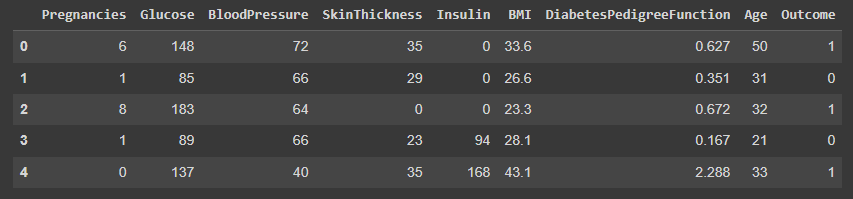 Pregnancies Glucose BloodPressure SkinThickness Insulin BMI DiabetesPedigreeFunction Age Outcome
0 6 148 72 35 0 33.6 0.627 50 1
1 1 85 66 29 0 26.6 0.351 31 0
2 8 183 64 0 0 23.3 0.672 32 1
3 1 89 66 23 94 28.1 0.167 21 0
4 0 137 40 35 168 43.1 2.288 33 1